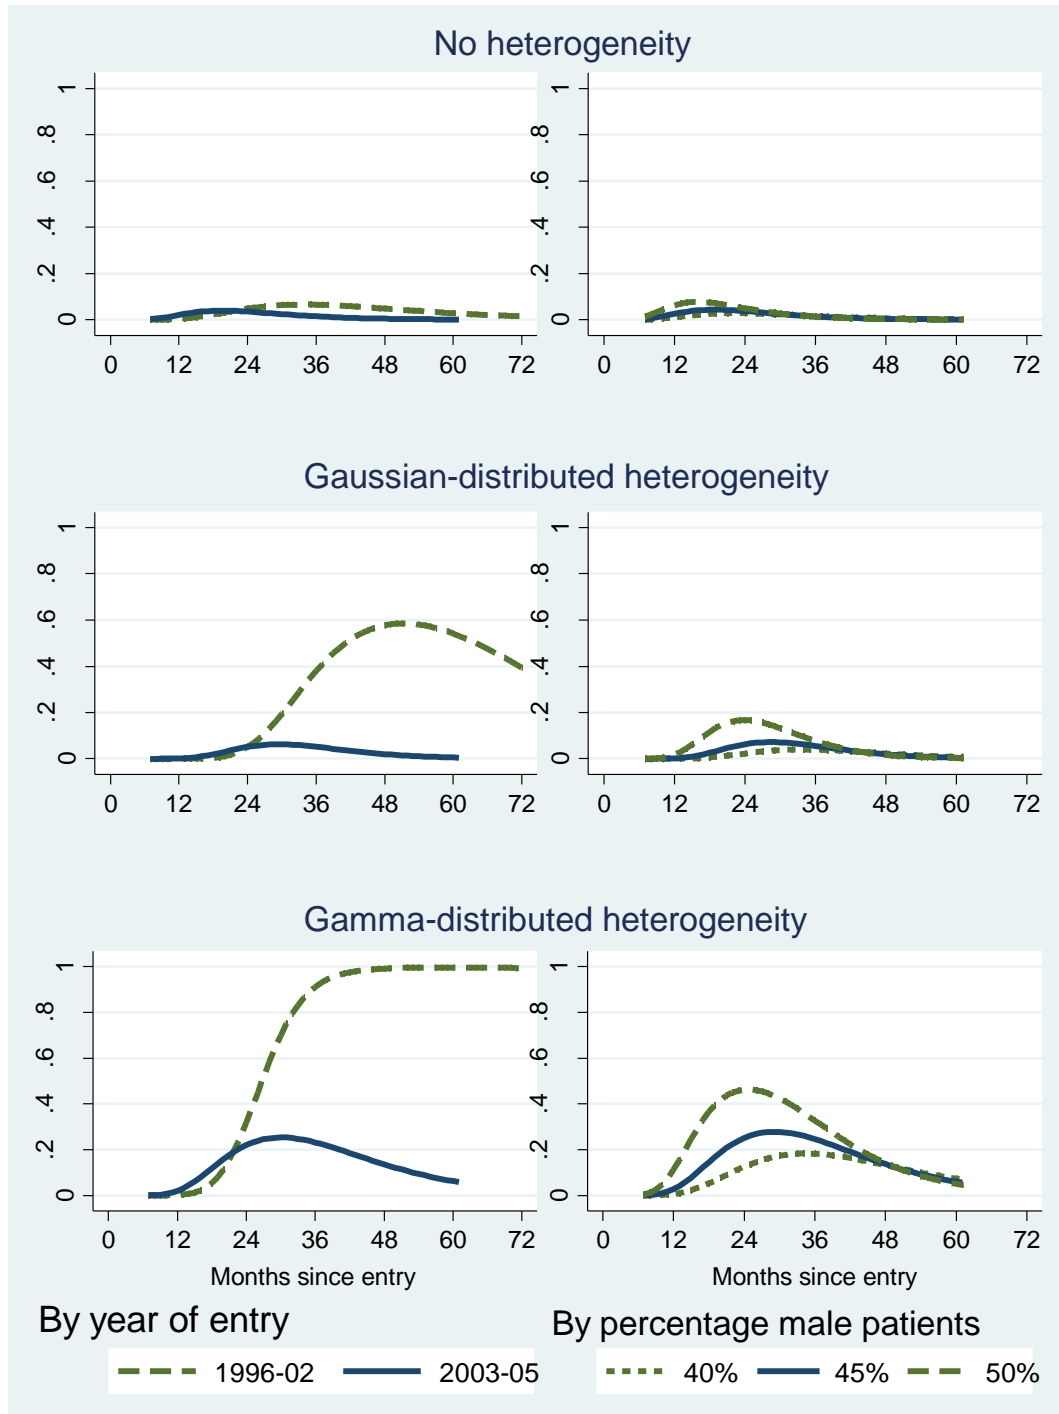 No heterogeneity
1
.8
.6
.4
.2
0
0 12 24 36 48 60 72
1
.8
.6
.4
.2
0
0 12 24 36 48 60 72
Gaussian-distributed heterogeneity
1
.8
.6
.4
.2
0
0 12 24 36 48 60 72
1
.8
.6
.4
.2
0
0 12 24 36 48 60 72
Gamma-distributed heterogeneity
1
.8
.6
.4
.2
0
0 12 24 36 48 60 72
Months since entry
1
.8
.6
.4
.2
0
0 12 24 36 48 60 72
Months since entry
By year of entry
1996-02 2003-05
By percentage male patients
40% 45% 50%